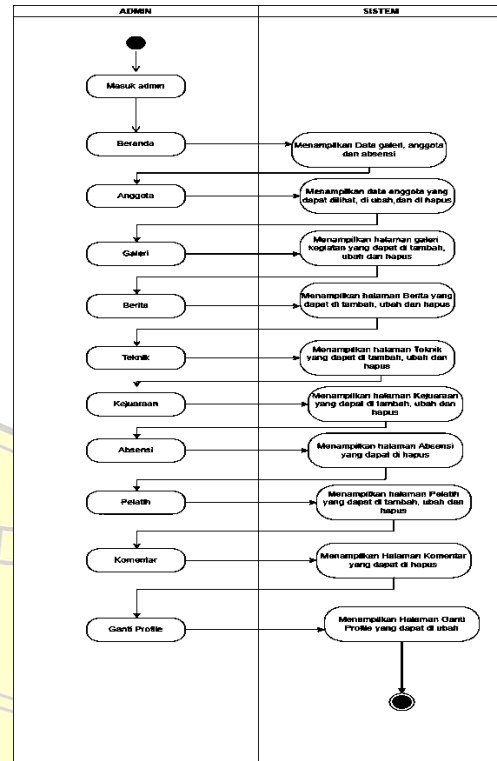 ADMIN
SISTEM
Masuk admin
Beranda
Menampilkan Data galeri, anggota
dan absensi
Anggota
Menampilkan data anggota yang
dapat dilihat, di ubah,dan di hapus
Galeri
Menampilkan halaman galeri
kegiatan yang dapat di tambah,
ubah dan hapus
Berita
Menampilkan halaman Berita yang
dapat di tambah, ubah dan hapus
Teknik
Menampilkan halaman Teknik
yang dapat di tambah, ubah dan
hapus
Kejuaraan
Menampilkan halaman Kejuaraan
yang dapat di tambah, ubah dan
hapus
Absensi
Menampilkan halaman Absensi
yang dapat di hapus
Pelatih
Menampilkan halaman Pelatih
yang dapat di tambah, ubah dan
hapus
Komentar
Menampilkan Halaman Komentar
yang dapat di hapus
Ganti Profile
Menampilkan Halaman Ganti
Profile yang dapat di ubah